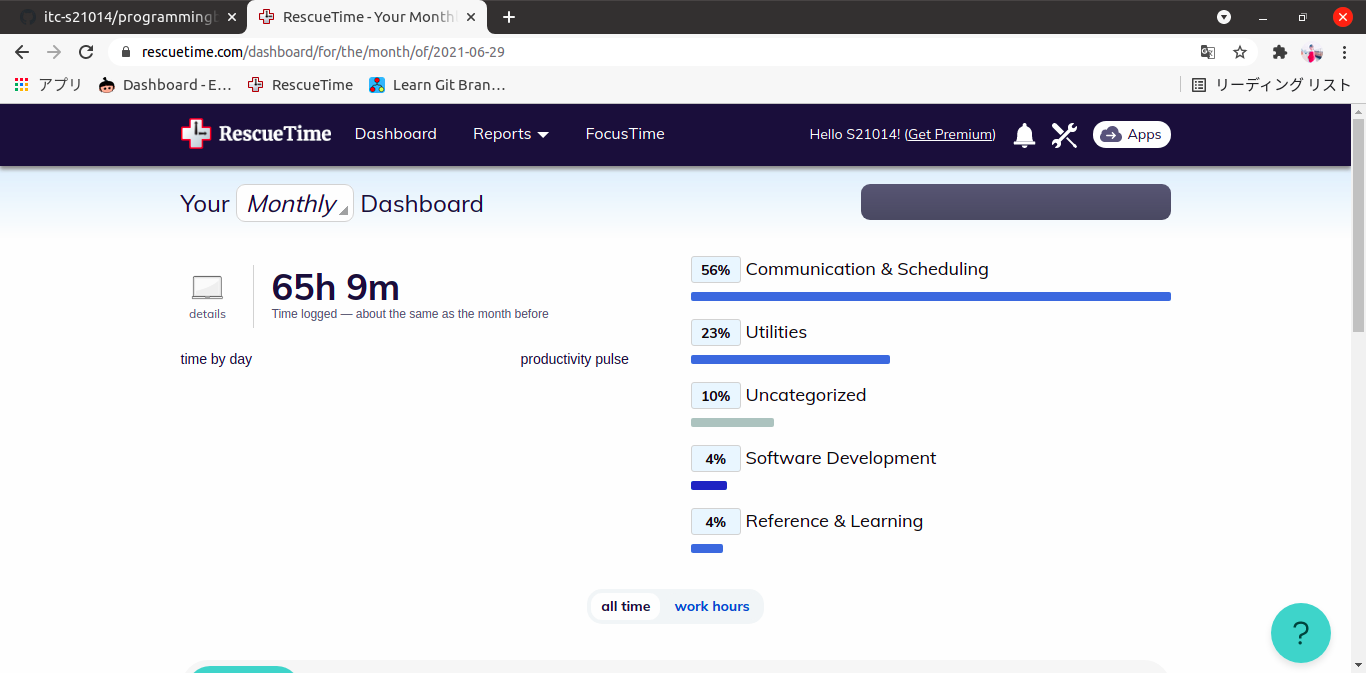 itc-s21014/programmingb
RescueTime - Your Monthl
rescuetime.com/dashboard/for/the/month/of/2021-06-29
アプリ
Dashboard - E…
RescueTime
Learn Git Bran…
リーディング リスト
RescueTime
Dashboard
Reports
FocusTime
Hello S21014! (Get Premium)
Apps
Your Monthly Dashboard
details
65h 9m
Time logged — about the same as the month before
time by day
productivity pulse
56% Communication & Scheduling
23% Utilities
10% Uncategorized
4% Software Development
4% Reference & Learning
all time
work hours
?